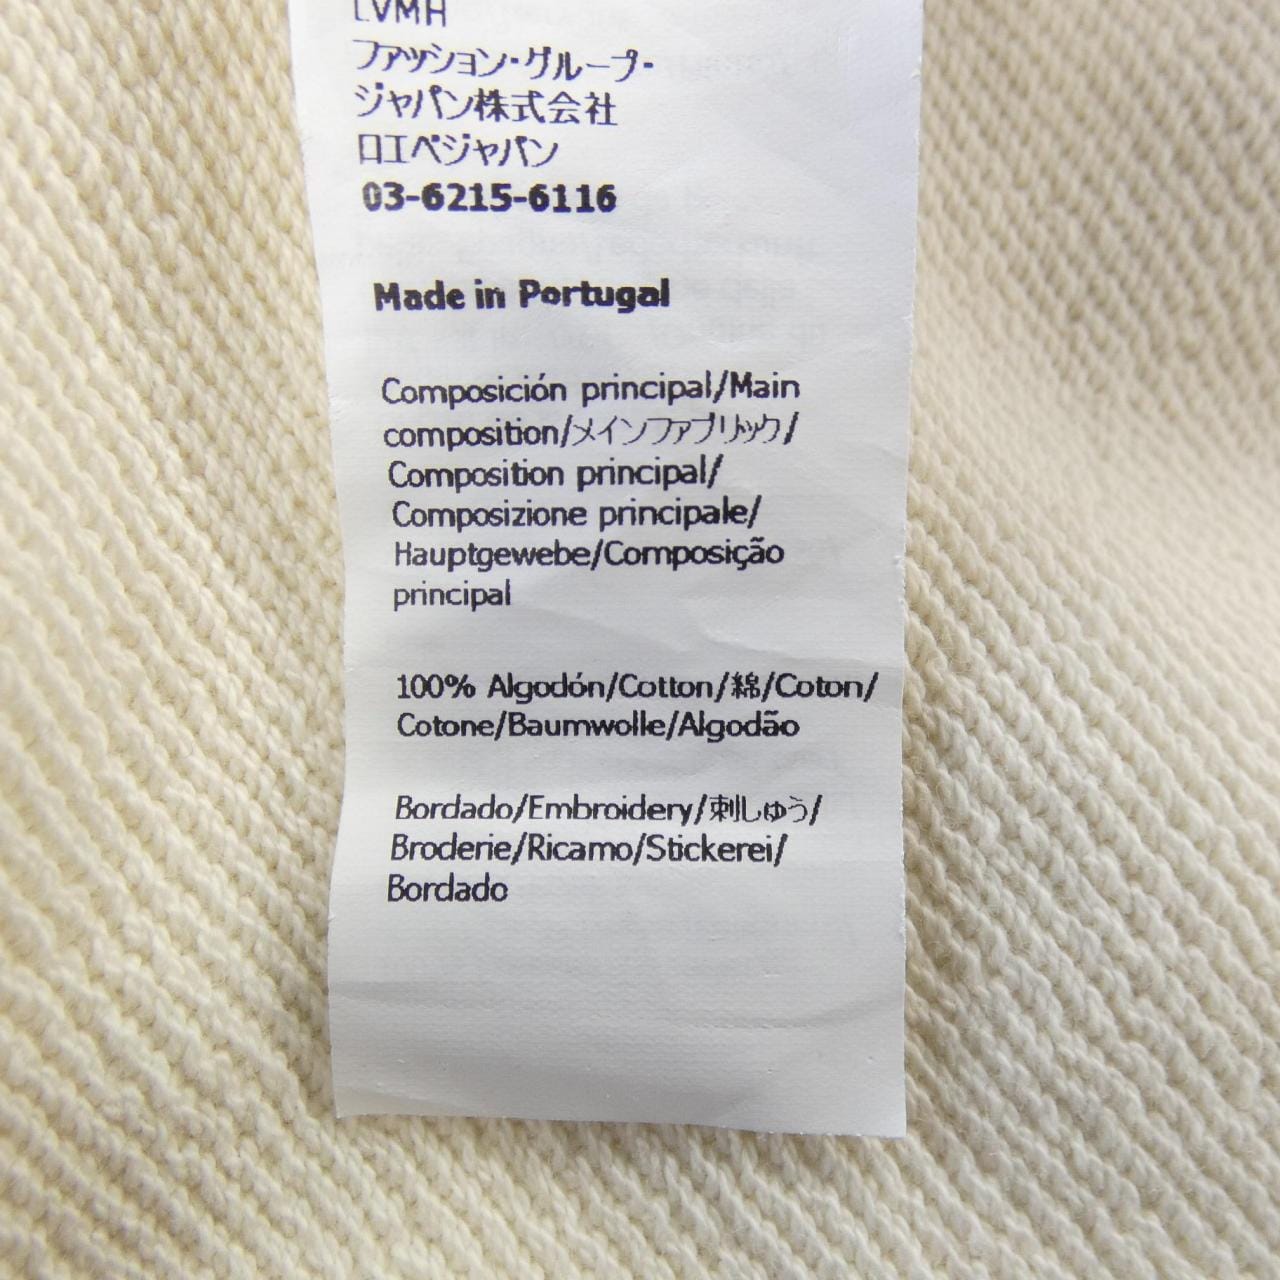 LVMH
ファッション・グループ・
ジャパン株式会社
ロエベジャパン
03-6215-6116
Made in Portugal
Composición principal/Main
composition/メインファブリック/
Composition principal/
Composizione principale/
Hauptgewebe/Composição
principal
100% Algodón/Cotton/綿/Coton/
Cotone/Baumwolle/Algodão
Bordado/Embroidery/刺しゅう/
Broderie/Ricamo/Stickerei/
Bordado